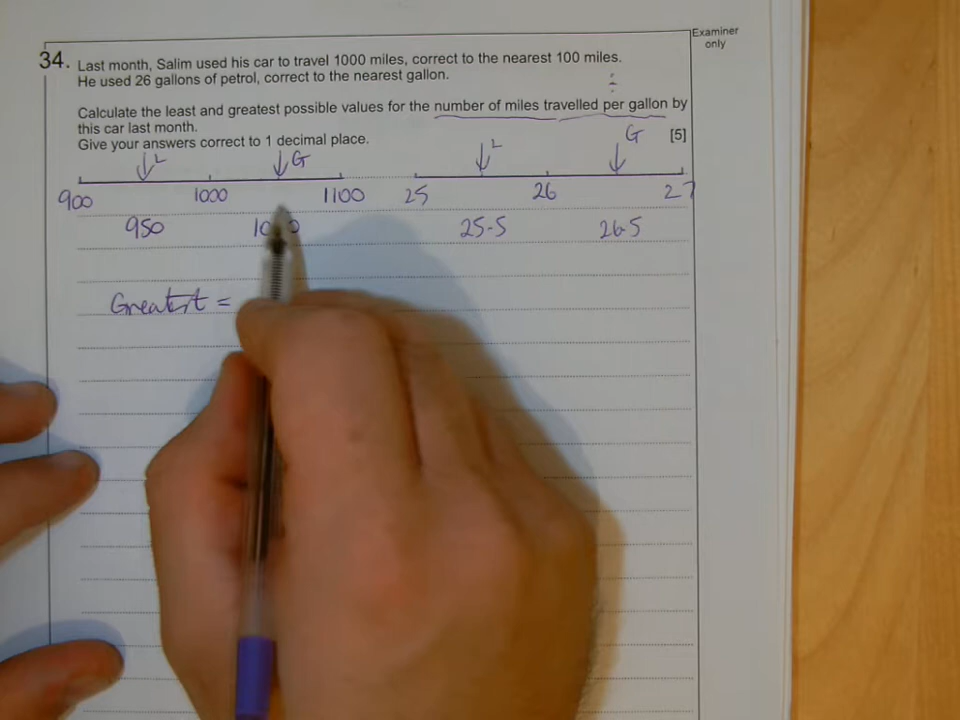 Examiner
only
34. Last month, Salim used his car to travel 1000 miles, correct to the nearest 100 miles.
He used 26 gallons of petrol, correct to the nearest gallon.
Calculate the least and greatest possible values for the number of miles travelled per gallon by
this car last month.
Give your answers correct to 1 decimal place.
[5]
L G L G
900 1000 1100 25 26 27
950 25.5 26.5
Greatest =